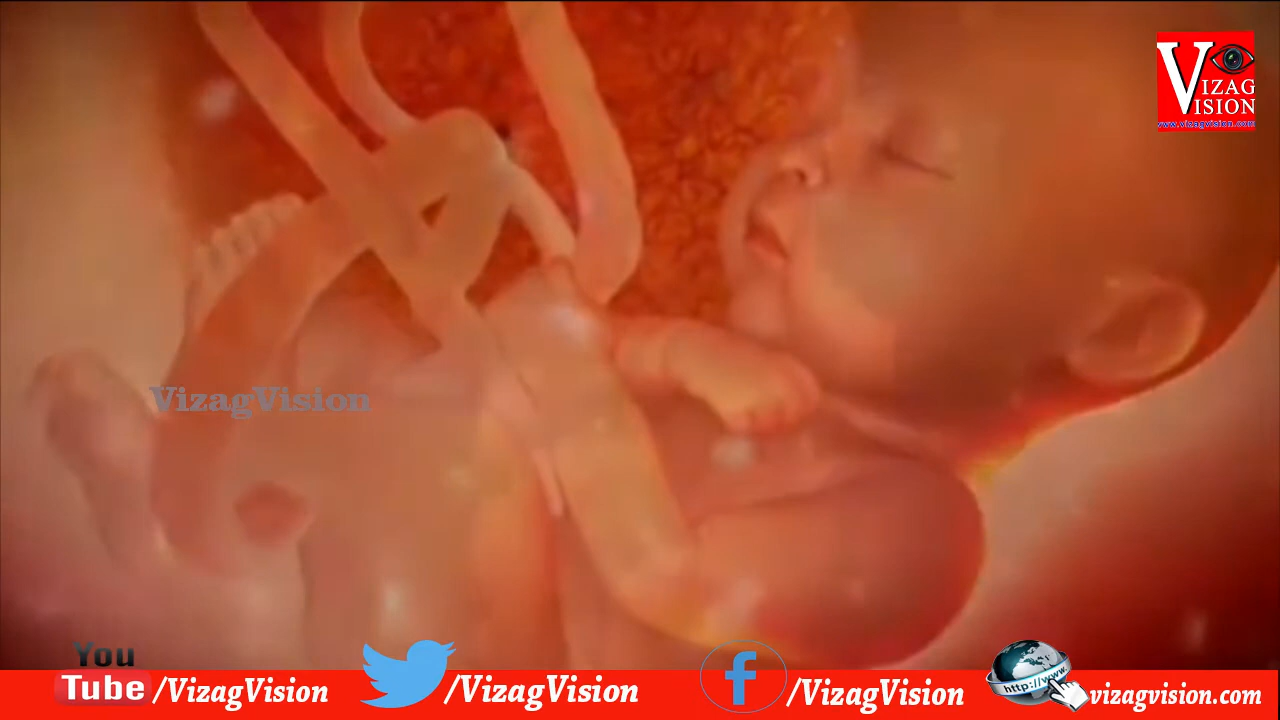 VIZAG
VISION
www.vizagvision.com
VizagVision
You
Tube /VizagVision
/VizagVision
f /VizagVision
http://www.
vizagvision.com